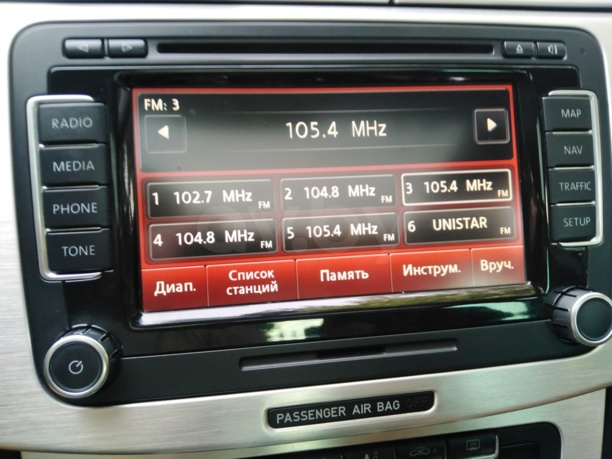 RADIO
MEDIA
PHONE
TONE
FM: 3
105.4 MHz
1 102.7 MHz FM
2 104.8 MHz FM
3 105.4 MHz FM
4 104.8 MHz FM
5 105.4 MHz FM
6 UNISTAR
Диап.
Список
станций
Память
Инструм.
Вруч.
MAP
NAV
TRAFFIC
SETUP
PASSENGER AIR BAG OFF